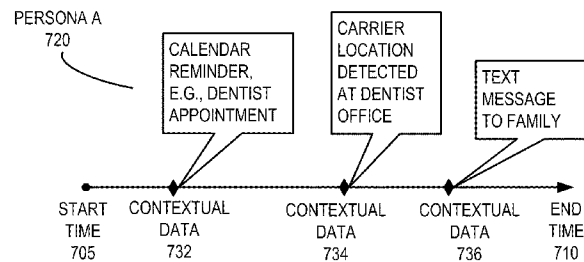 PERSONA A
720
CALENDAR
REMINDER,
E.G., DENTIST
APPOINTMENT
CARRIER
LOCATION
DETECTED
AT DENTIST
OFFICE
TEXT
MESSAGE
TO FAMILY
START
TIME
705
CONTEXTUAL
DATA
732
CONTEXTUAL
DATA
734
CONTEXTUAL
DATA
736
END
TIME
710